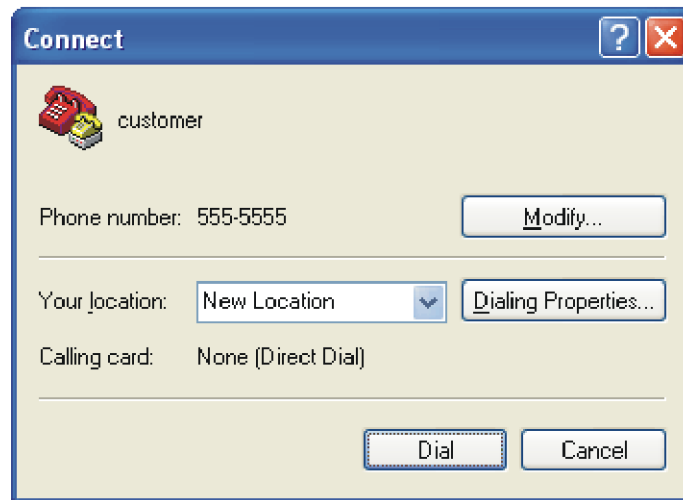 Connect
customer
Phone number: 555-5555 Modify...
Your location: New Location Dialing Properties...
Calling card: None (Direct Dial)
Dial Cancel